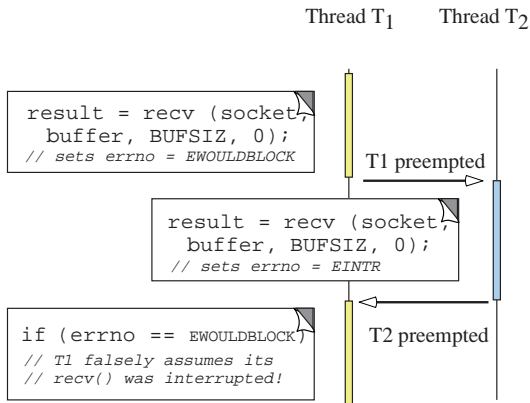 Thread T1 Thread T2
result = recv (socket,
buffer, BUFSIZ, 0);
// sets errno = EWOULDBLOCK
T1 preempted
result = recv (socket,
buffer, BUFSIZ, 0);
// sets errno = EINTR
T2 preempted
if (errno == EWOULDBLOCK)
// T1 falsely assumes its
// recv() was interrupted!